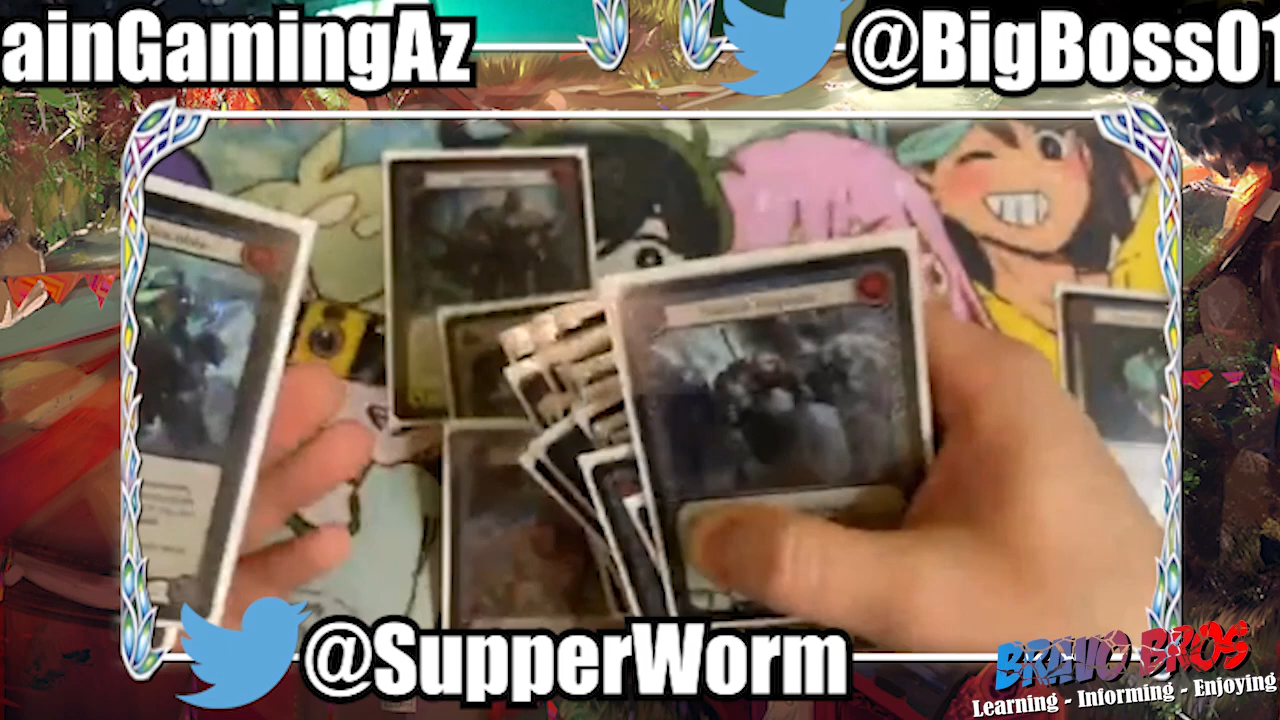 ainGamingAz
@BigBoss01
@SupperWorm
BRAVO BROS
Learning - Informing - Enjoying